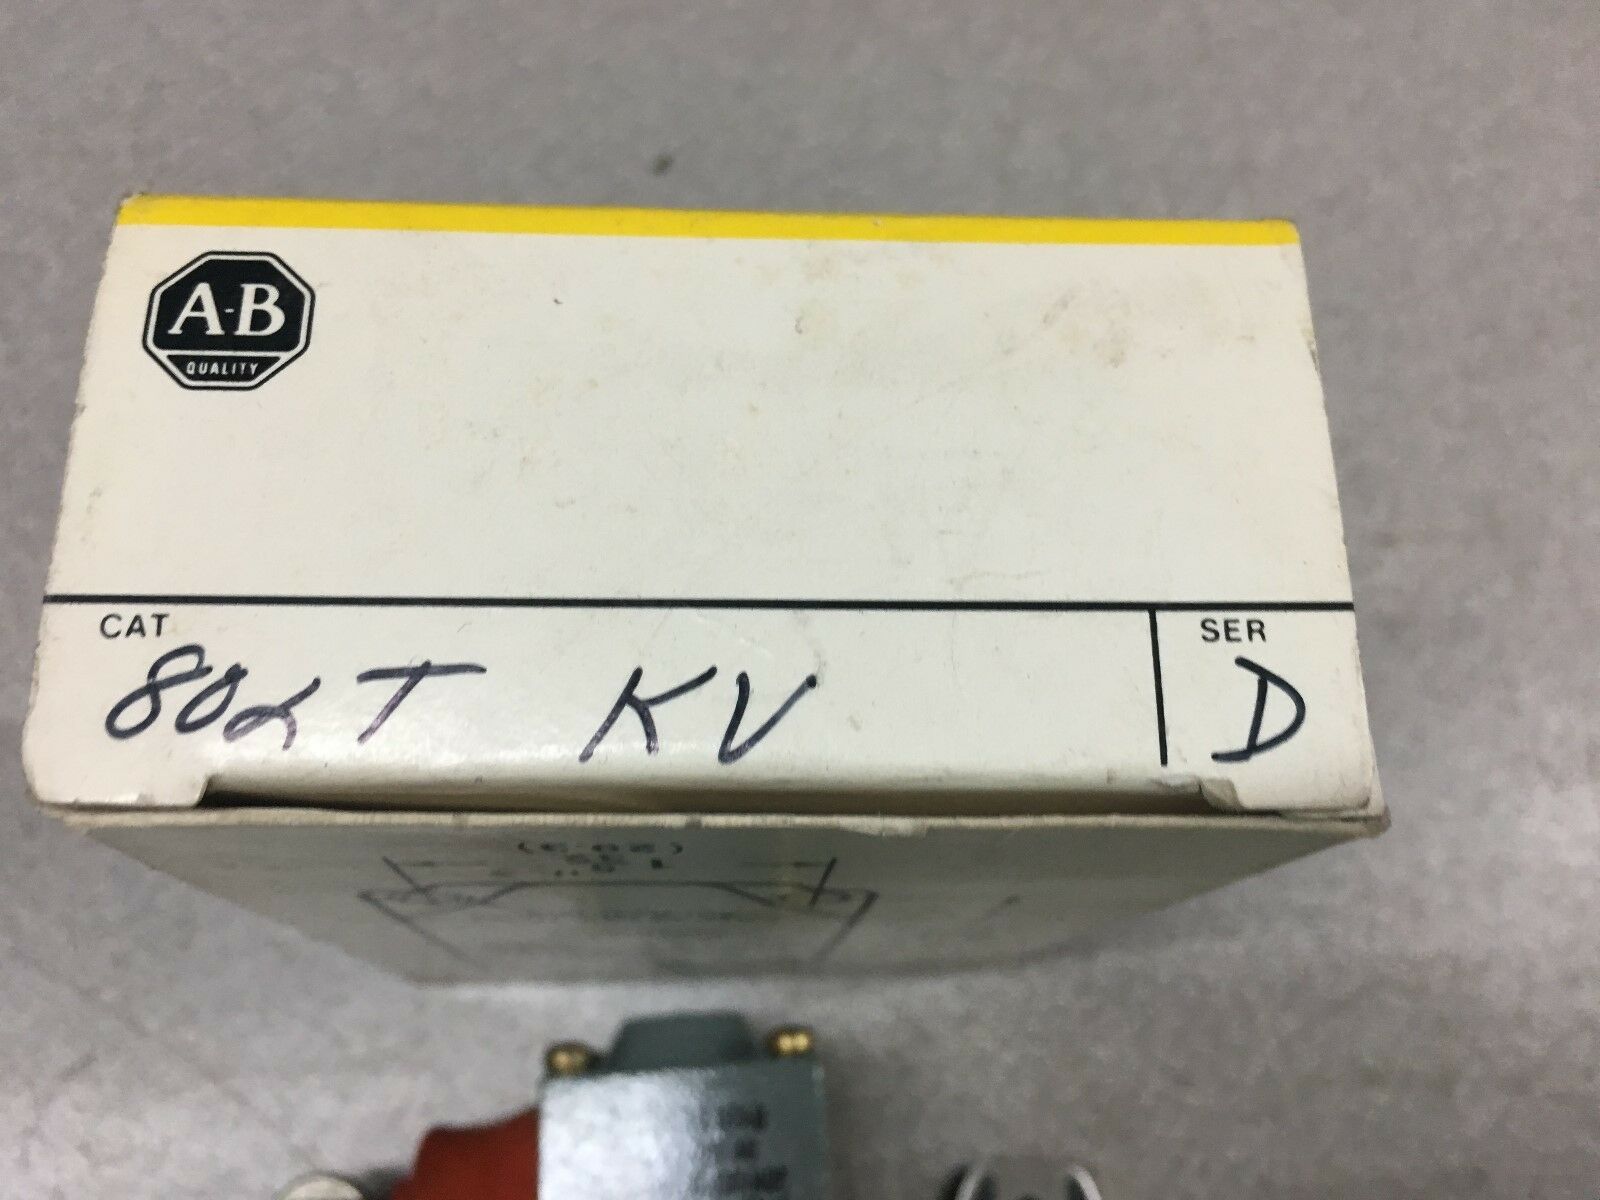 A-B
QUALITY
CAT
SER
802T KV
D